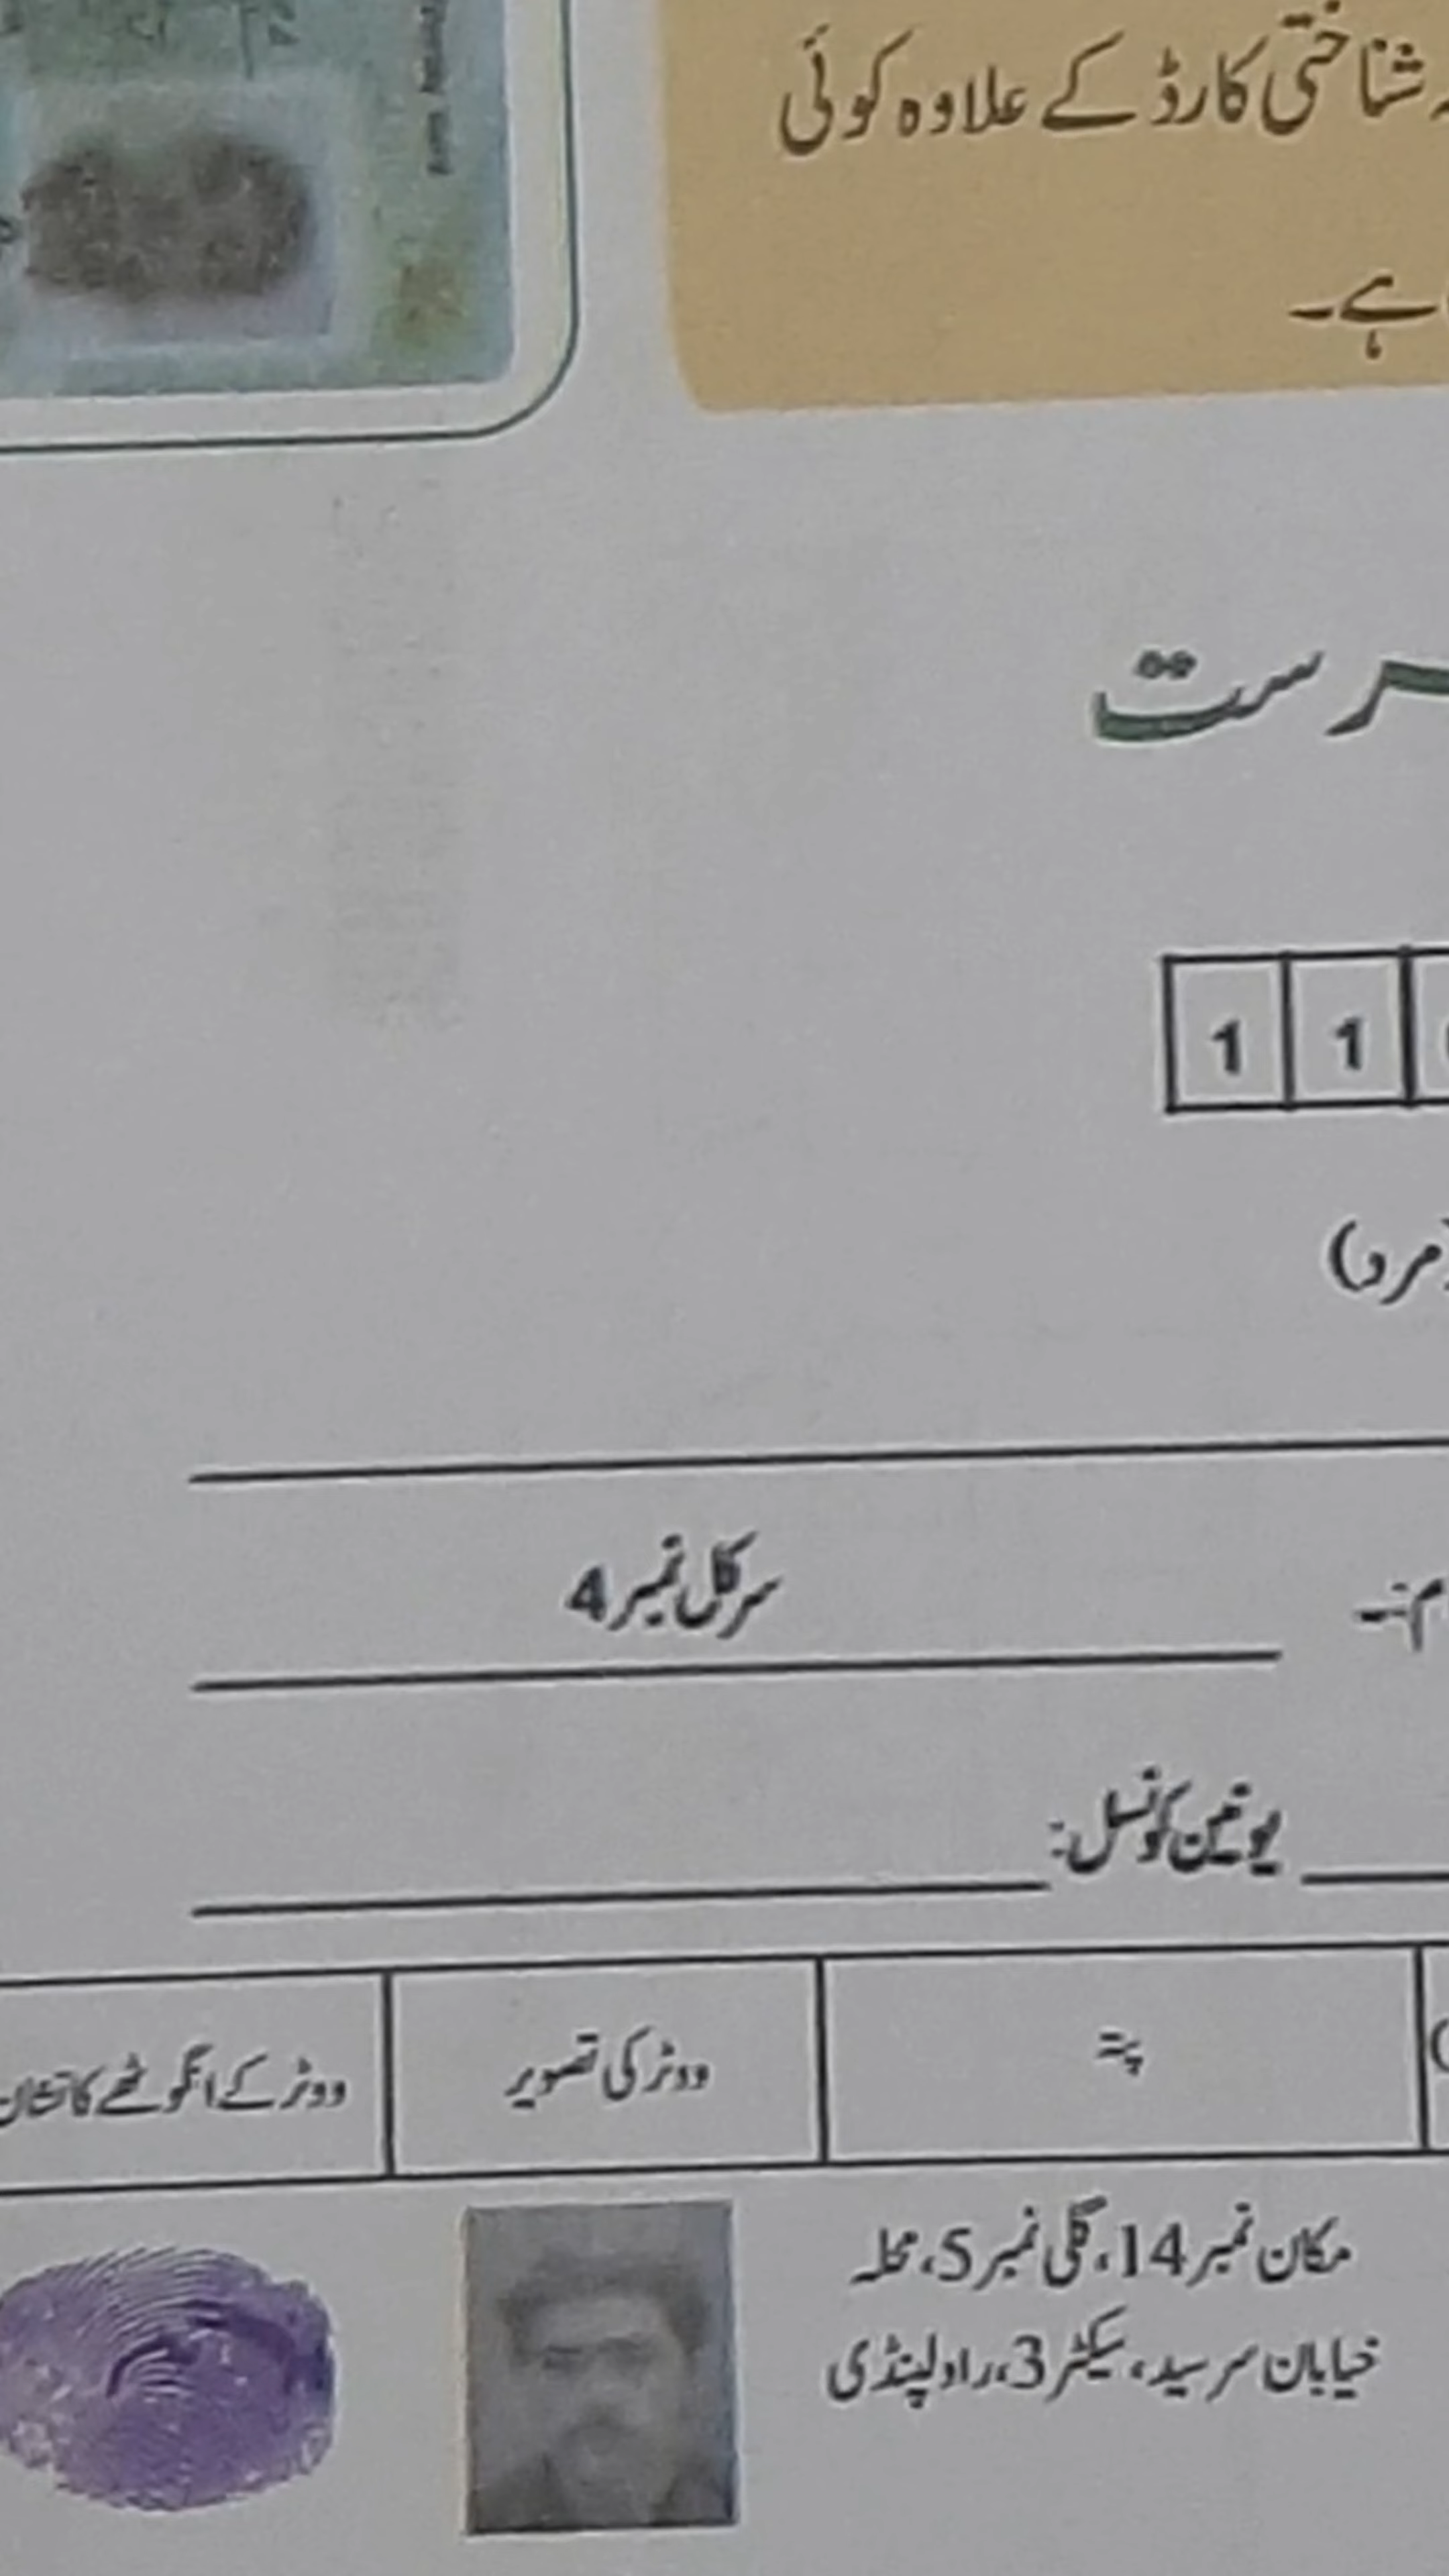 شناختی کارڈ کے علاوہ کوئی
ہے۔
1 1
(مرد)
سرکل نمبر 4
یونین کونسل:
پتہ
ووٹر کی تصویر
ووٹر کے انگوٹھے کا نشان
مکان نمبر 14، گلی نمبر 5، محلہ
خیابان سرسید، سیکٹر 3، راولپنڈی